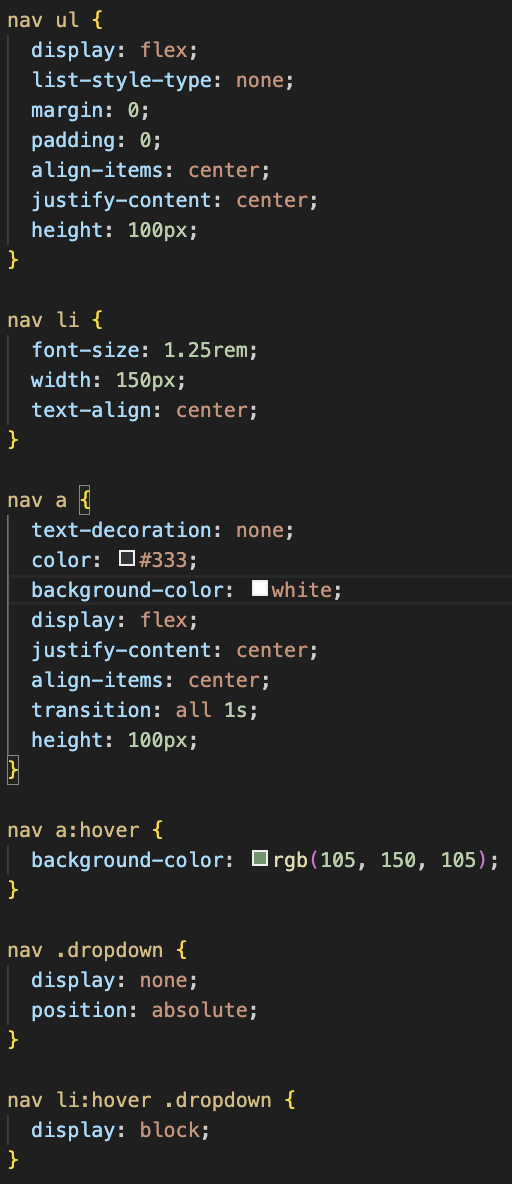 nav ul {
  display: flex;
  list-style-type: none;
  margin: 0;
  padding: 0;
  align-items: center;
  justify-content: center;
  height: 100px;
}

nav li {
  font-size: 1.25rem;
  width: 150px;
  text-align: center;
}

nav a {
  text-decoration: none;
  color: #333;
  background-color: white;
  display: flex;
  justify-content: center;
  align-items: center;
  transition: all 1s;
  height: 100px;
}

nav a:hover {
  background-color: rgb(105, 150, 105);
}

nav .dropdown {
  display: none;
  position: absolute;
}

nav li:hover .dropdown {
  display: block;
}